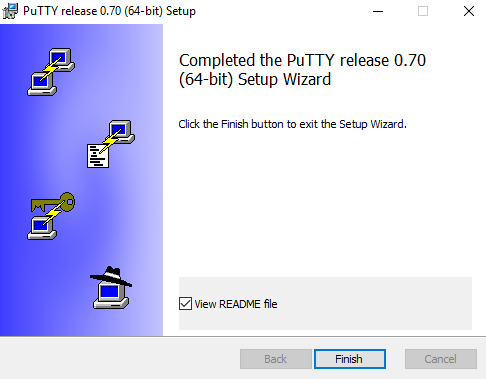 PuTTY release 0.70 (64-bit) Setup
Completed the PuTTY release 0.70
(64-bit) Setup Wizard
Click the Finish button to exit the Setup Wizard.
View README file
Back
Finish
Cancel